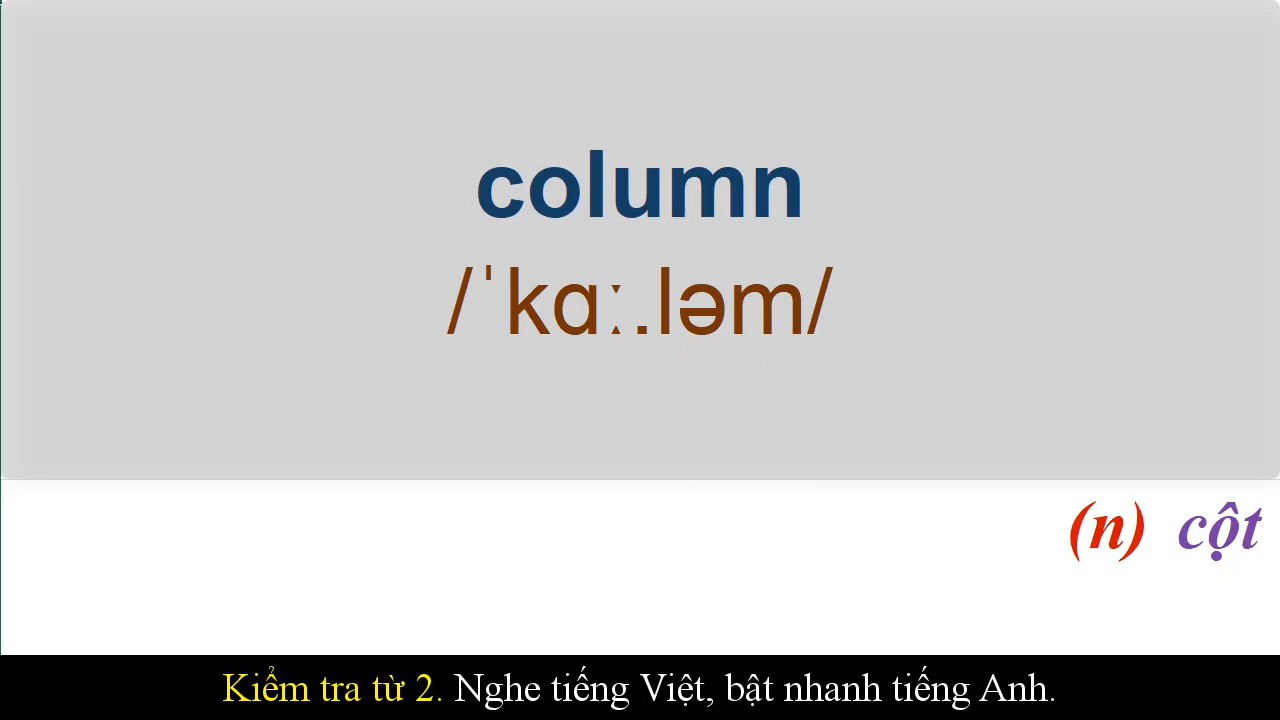 column
/ˈkɑː.ləm/
(n) cột
Kiểm tra từ 2. Nghe tiếng Việt, bật nhanh tiếng Anh.